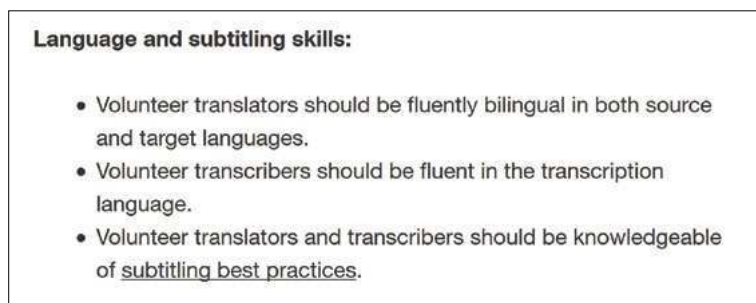 Language and subtitling skills:
• Volunteer translators should be fluently bilingual in both source
and target languages.
• Volunteer transcribers should be fluent in the transcription
language.
• Volunteer translators and transcribers should be knowledgeable
of subtitling best practices.